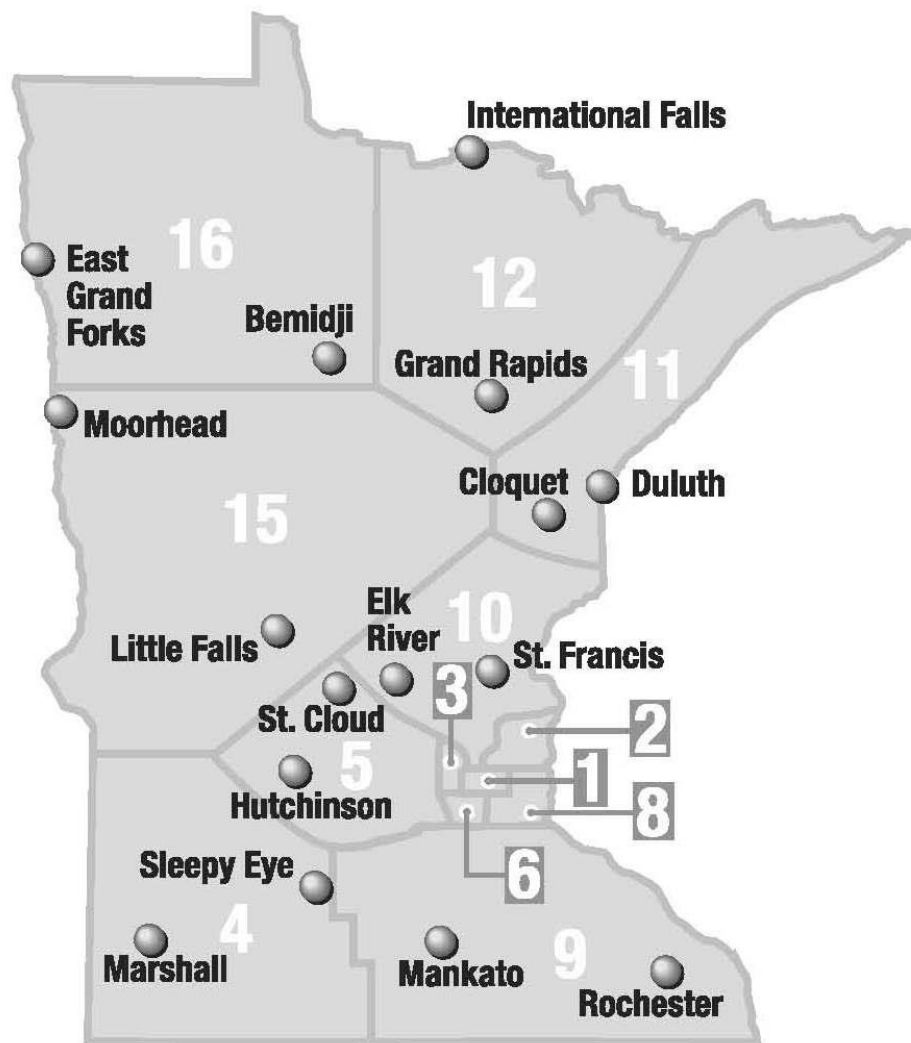 International Falls
16
East
Grand
Forks
12
Bemidji
Grand Rapids
11
Moorhead
Cloquet
Duluth
15
Elk
River
10
Little Falls
St. Francis
3
St. Cloud
2
5
1
Hutchinson
8
Sleepy Eye
6
4
9
Marshall
Mankato
Rochester